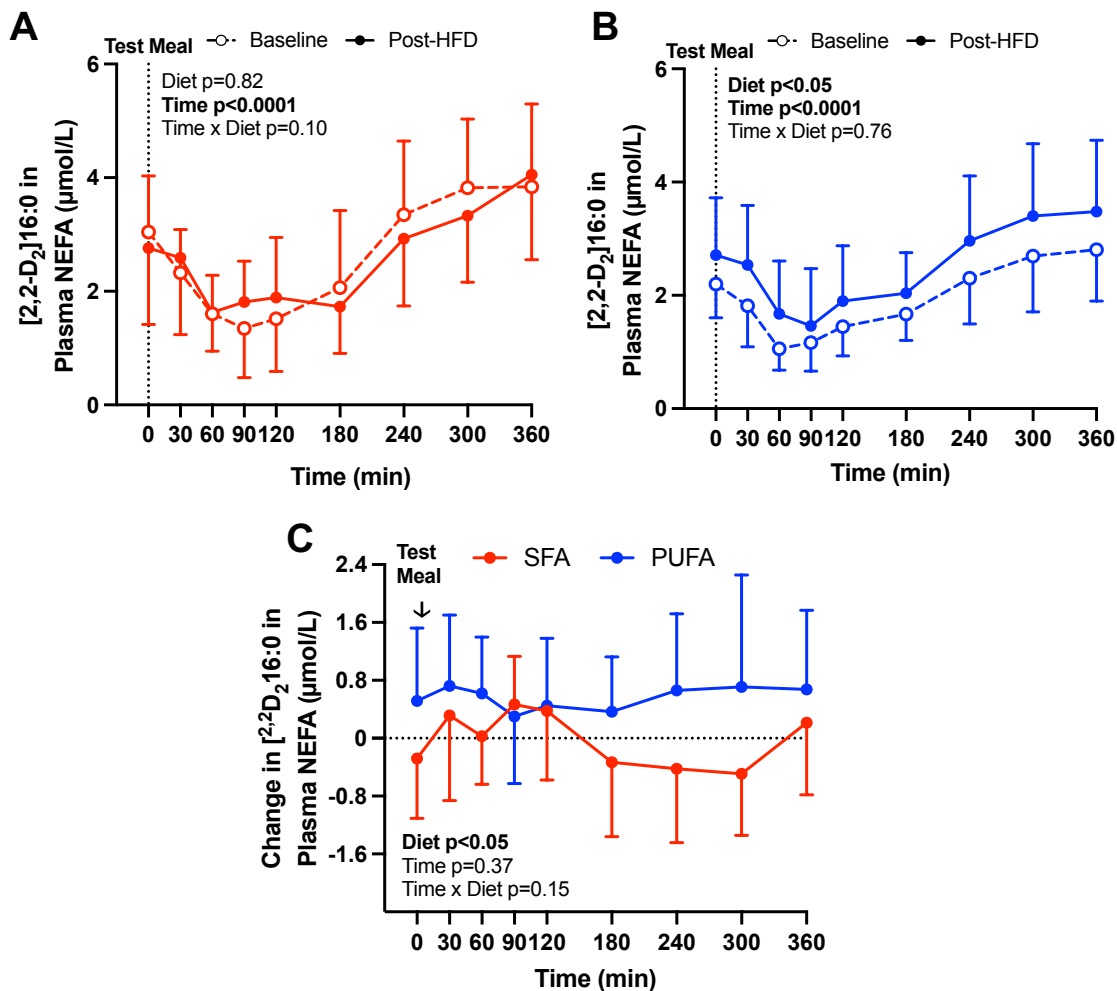 A
Test Meal
Baseline
Post-HFD
Diet p=0.82
Time p<0.0001
Time x Diet p=0.10
[2,2-D₂]16:0 in
Plasma NEFA (µmol/L)
6
4
2
0
0 30 60 90 120 180 240 300 360
Time (min)
B
Test Meal
Baseline
Post-HFD
Diet p<0.05
Time p<0.0001
Time x Diet p=0.76
[2,2-D₂]16:0 in
Plasma NEFA (µmol/L)
6
4
2
0
0 30 60 90 120 180 240 300 360
Time (min)
C
Test
Meal
SFA
PUFA
Change in [²,²D₂16:0 in
Plasma NEFA (µmol/L)
2.4
1.6
0.8
0
-0.8
-1.6
Diet p<0.05
Time p=0.37
Time x Diet p=0.15
0 30 60 90 120 180 240 300 360
Time (min)